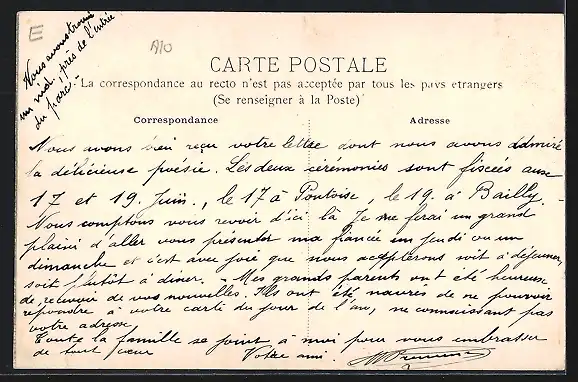 Nous avons trouvé
un nid, près de l'entrée
du parc -
E
A10
CARTE POSTALE
La correspondance au recto n'est pas acceptée par tous les pays etrangers
(Se renseigner à la Poste)
Correspondance
Adresse
Nous avons bien reçu votre lettre dont nous avons admiré
la délicieuse poésie. Les deux cérémonies sont fixées aux
17 et 19 Juin, le 17 à Pontoise, le 19 à Bailly. -
Nous comptons vous revoir d'ici là Je me ferai un grand
plaisir d'aller vous présenter ma fiancée un jeudi ou un
dimanche et c'est avec joie que nous accepterons soit à déjeuner,
soit plutôt à diner. - Mes grands parents ont été heureux
de recevoir de vos nouvelles. Ils ont été navrés de ne pouvoir
repondre à votre carte du jour de l'an, ne connaissant pas
votre adresse
Toute la famille se joint à moi pour vous embrasser
de tout cœur Votre ami.